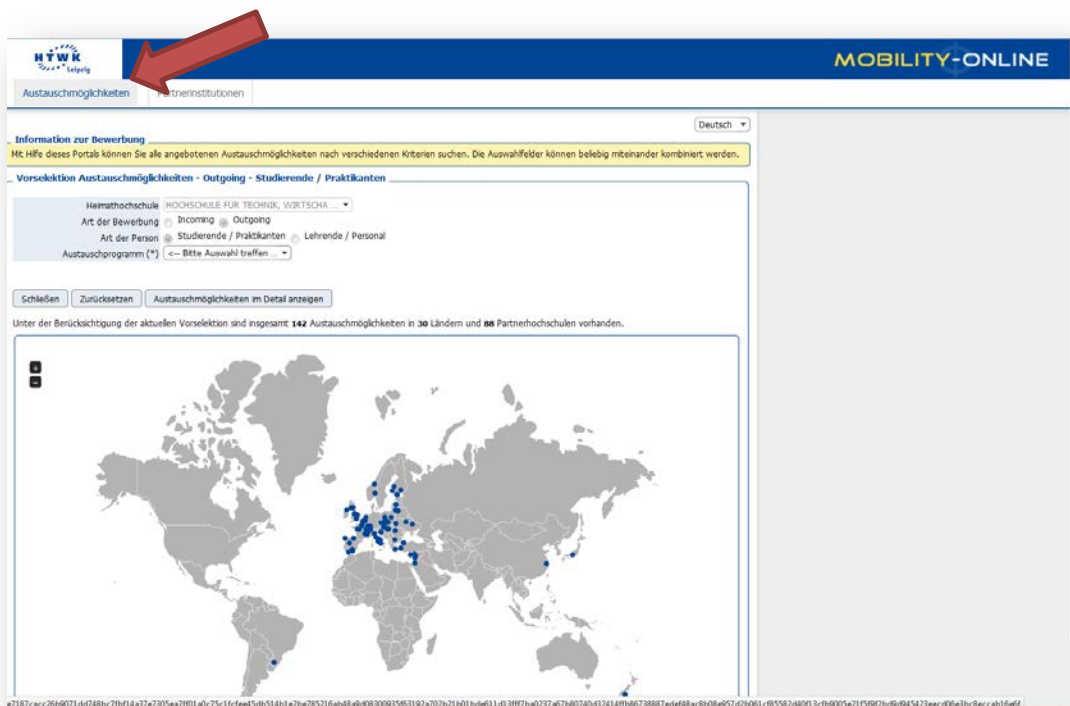 HTWK
Leipzig
MOBILITY-ONLINE
Austauschmöglichkeiten
Partnerinstitutionen
Deutsch
Information zur Bewerbung
Mit Hilfe dieses Portals können Sie alle angebotenen Austauschmöglichkeiten nach verschiedenen Kriterien suchen. Die Auswahlfelder können beliebig miteinander kombiniert werden.
Vorselektion Austauschmöglichkeiten - Outgoing - Studierende / Praktikanten
Heimathochschule HOCHSCHULE FÜR TECHNIK, WIRTSCHA ...
Art der Bewerbung Incoming Outgoing
Art der Person Studierende / Praktikanten Lehrende / Personal
Austauschprogramm (*) <-- Bitte Auswahl treffen ...
Schließen Zurücksetzen Austauschmöglichkeiten im Detail anzeigen
Unter der Berücksichtigung der aktuellen Vorselektion sind insgesamt 142 Austauschmöglichkeiten in 30 Ländern und 88 Partnerhochschulen vorhanden.
+
−